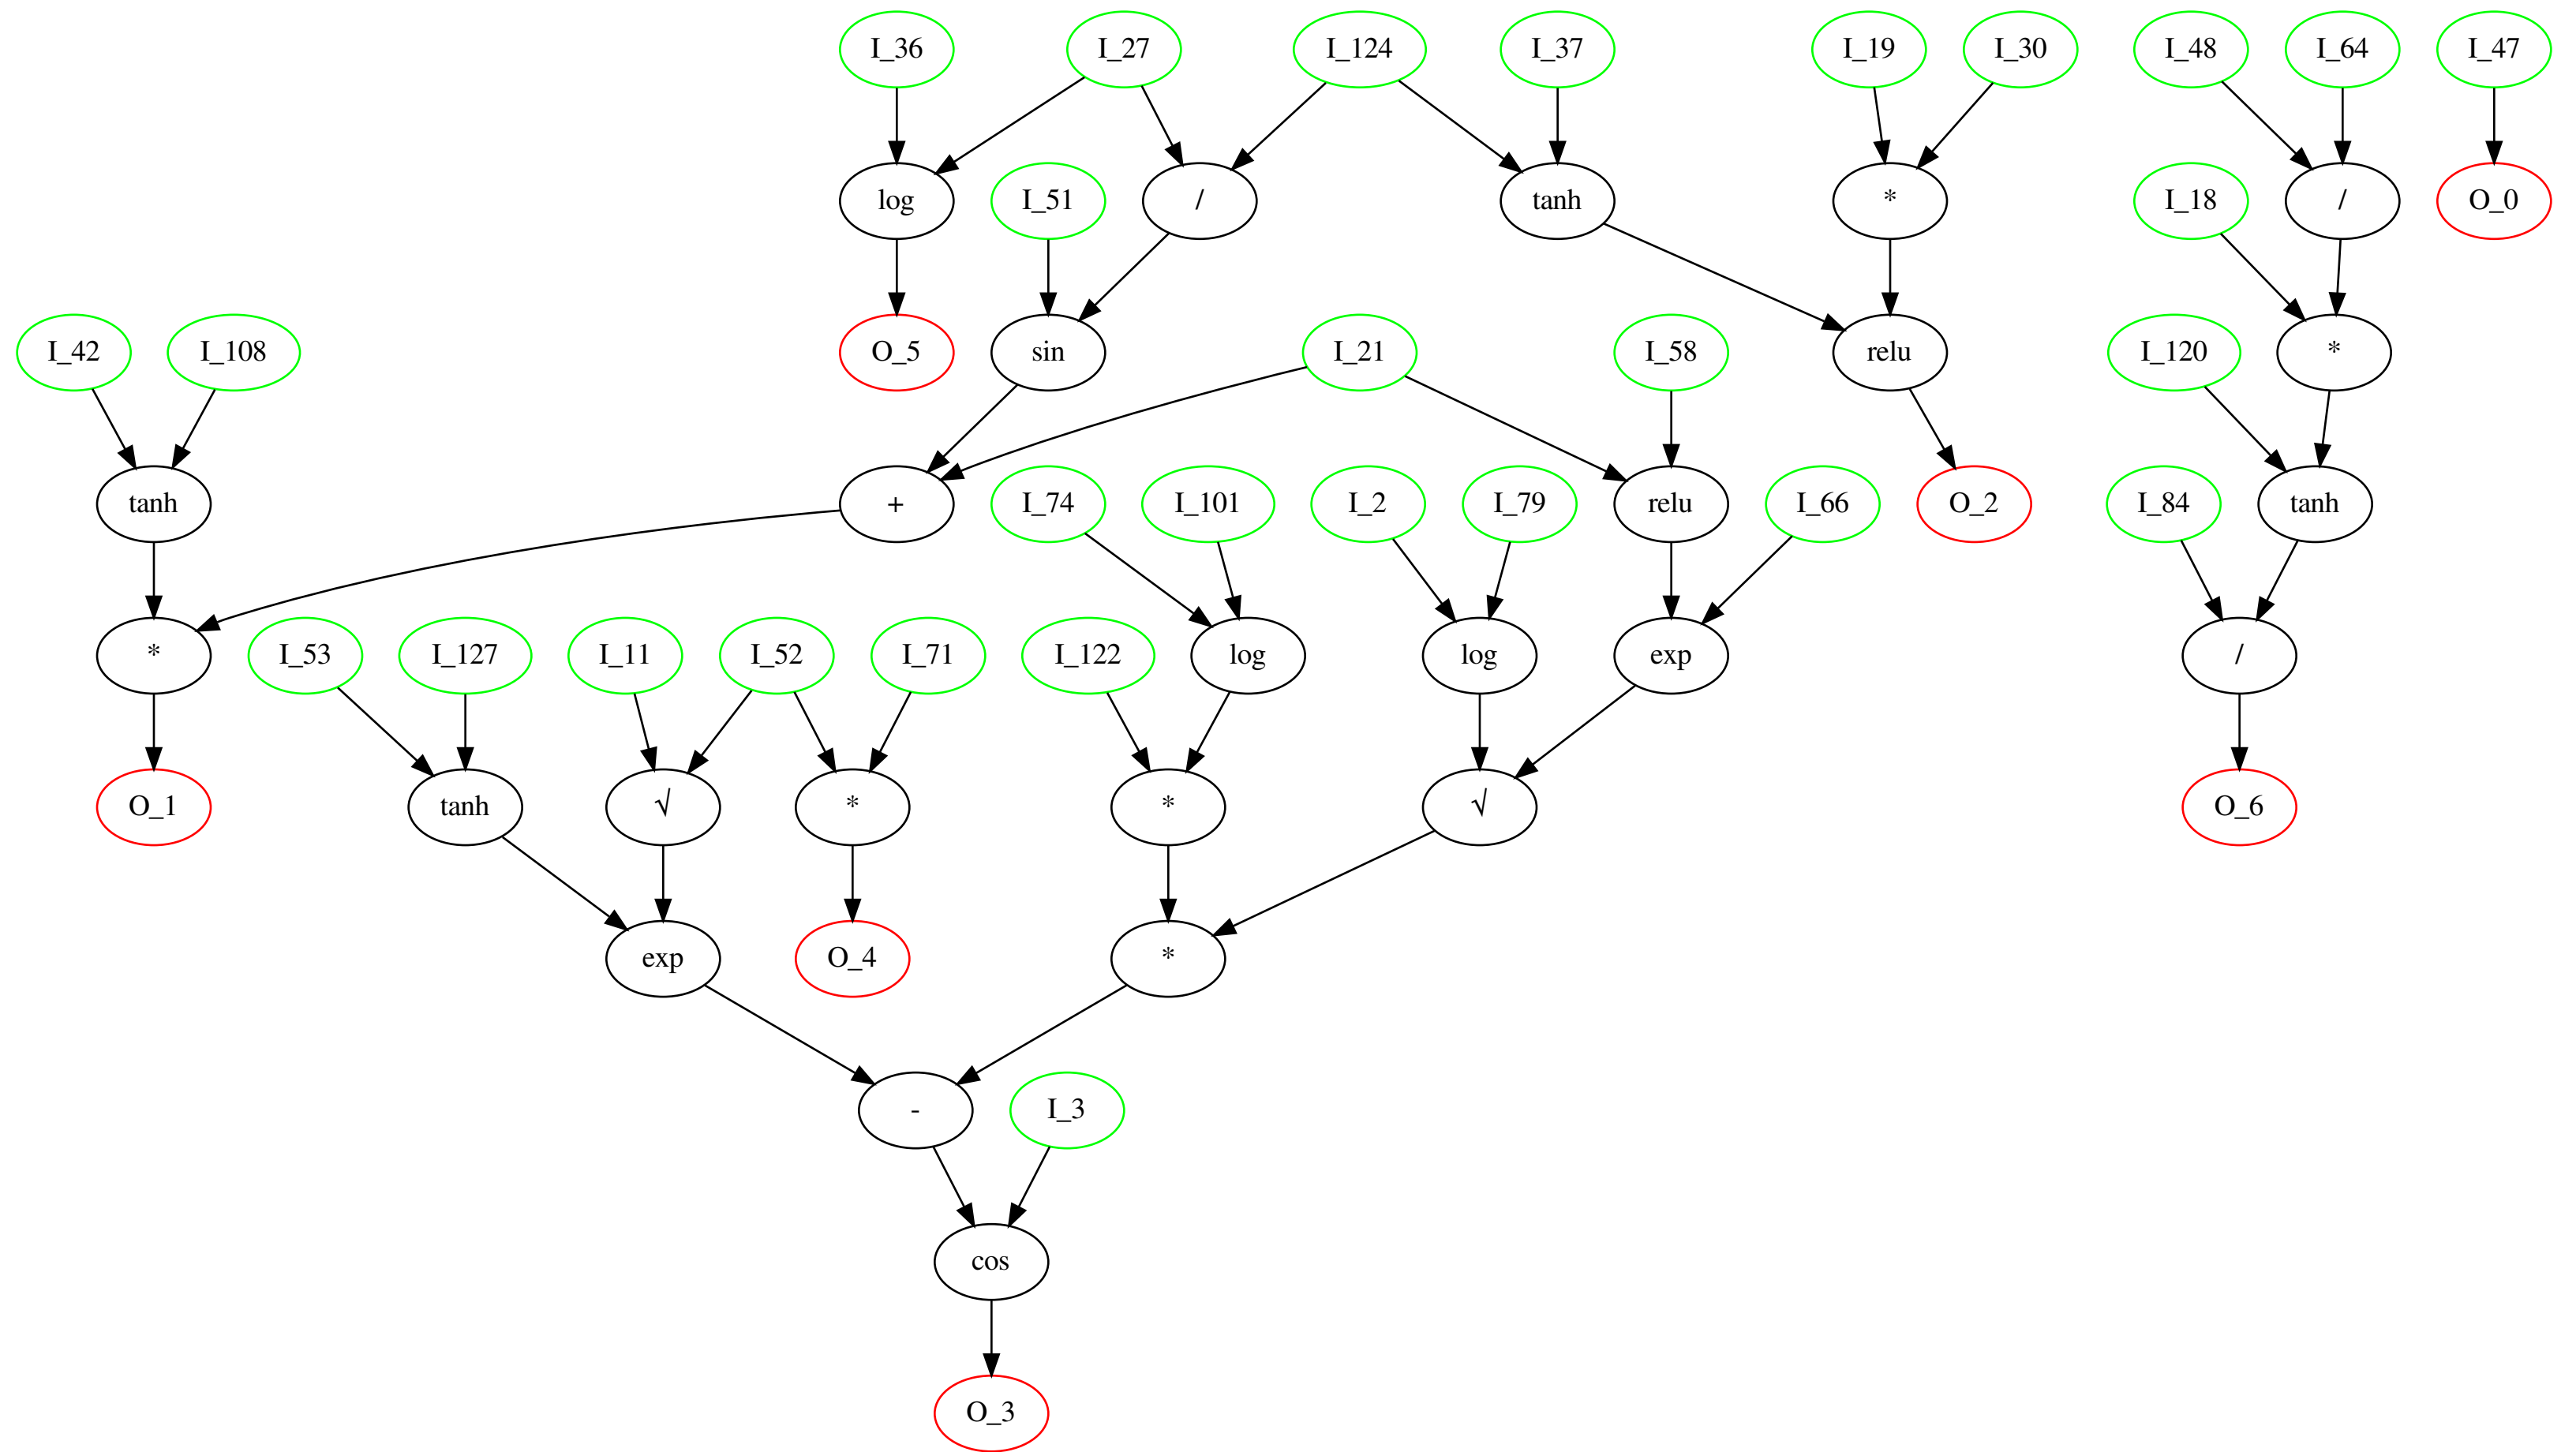 I_36 I_27 I_124 I_37 I_19 I_30 I_48 I_64 I_47
log I_51 / tanh * I_18 / O_0
I_42 I_108 O_5 sin I_21 I_58 relu I_120 *
tanh + I_74 I_101 I_2 I_79 relu I_66 O_2 I_84 tanh
* I_53 I_127 I_11 I_52 I_71 I_122 log log exp /
O_1 tanh √ * * √ O_6
exp O_4 *
- I_3
cos
O_3